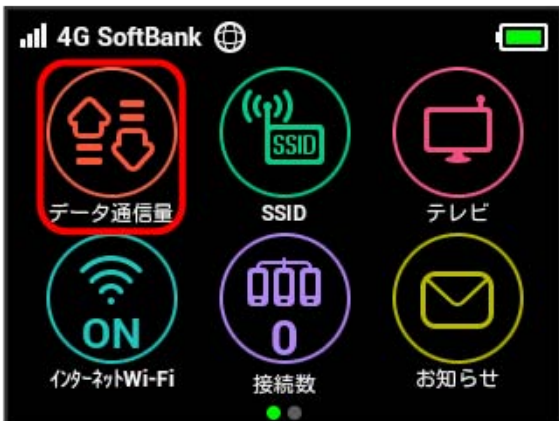 4G SoftBank
SSID
データ通信量
SSID
テレビ
ON
0
インターネットWi-Fi
接続数
お知らせ